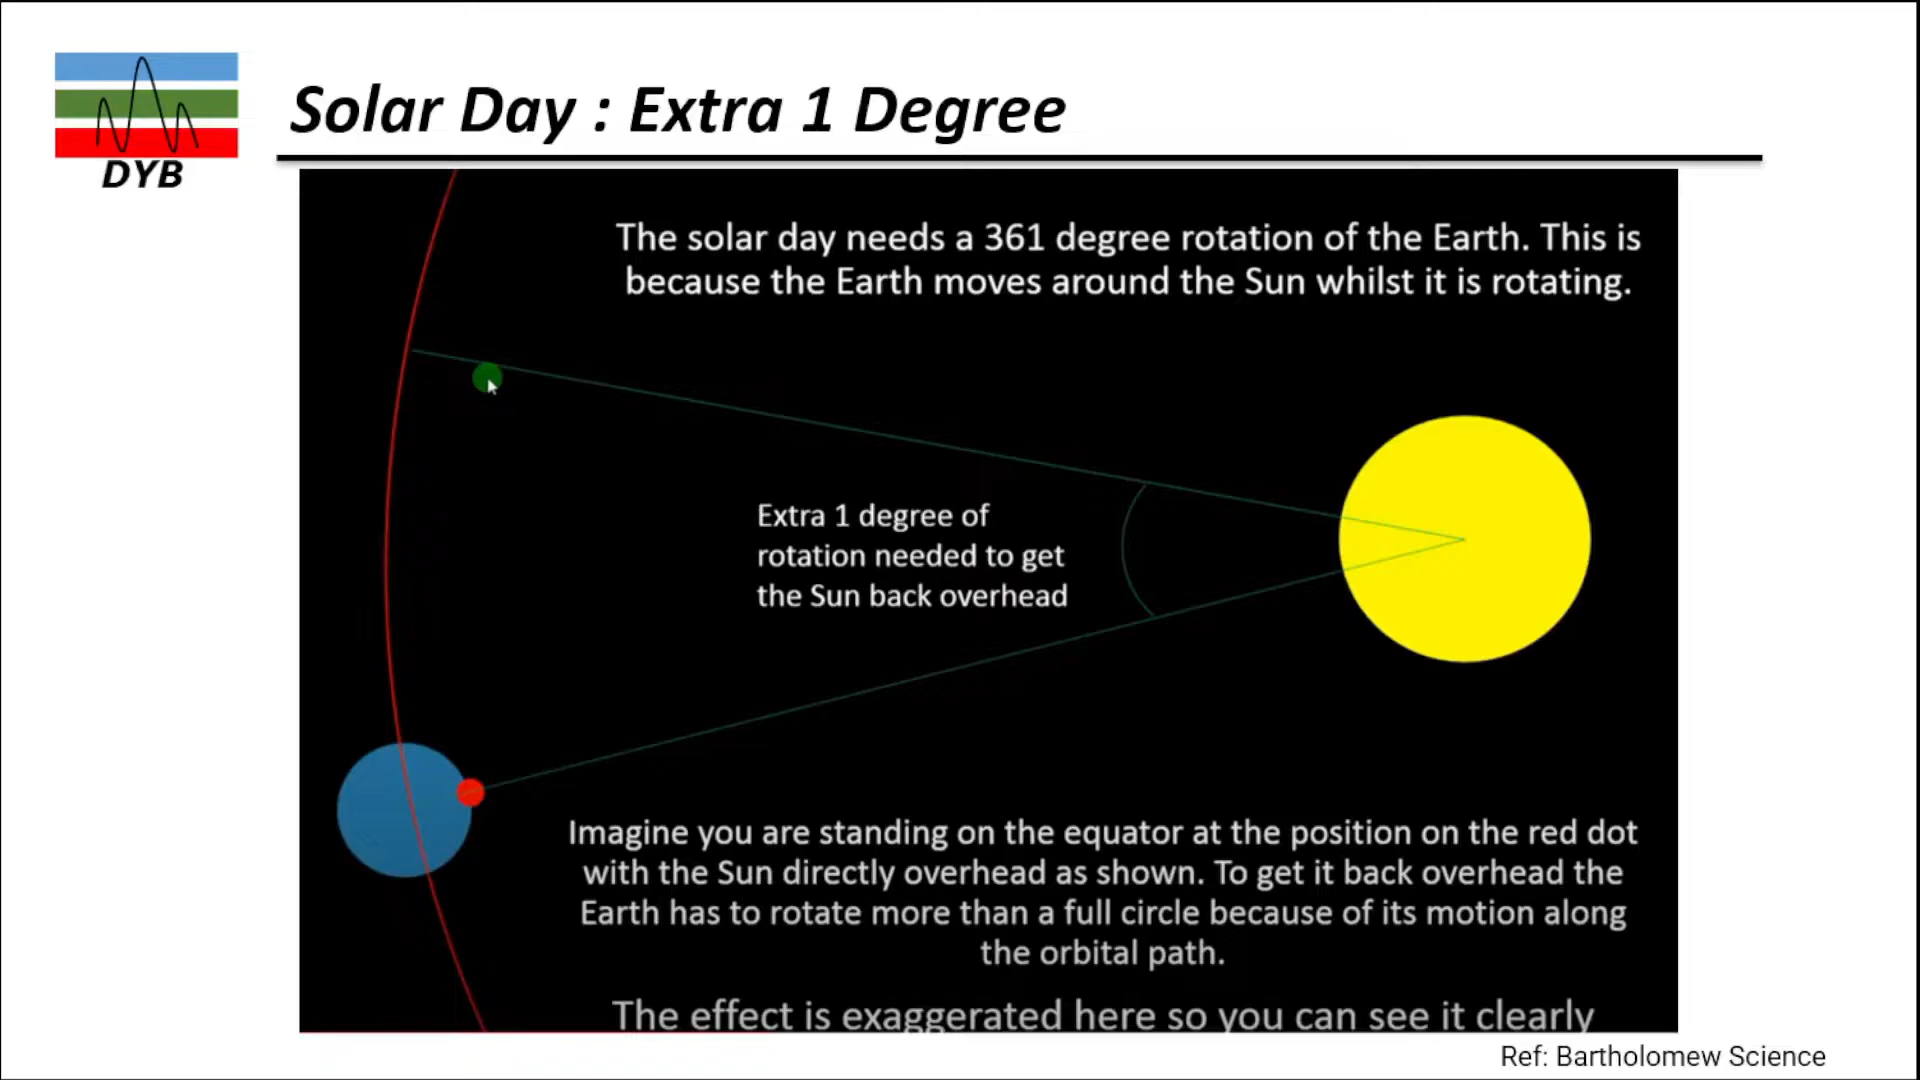 DYB
Solar Day : Extra 1 Degree
The solar day needs a 361 degree rotation of the Earth. This is
because the Earth moves around the Sun whilst it is rotating.
Extra 1 degree of
rotation needed to get
the Sun back overhead
Imagine you are standing on the equator at the position on the red dot
with the Sun directly overhead as shown. To get it back overhead the
Earth has to rotate more than a full circle because of its motion along
the orbital path.
The effect is exaggerated here so you can see it clearly
Ref: Bartholomew Science